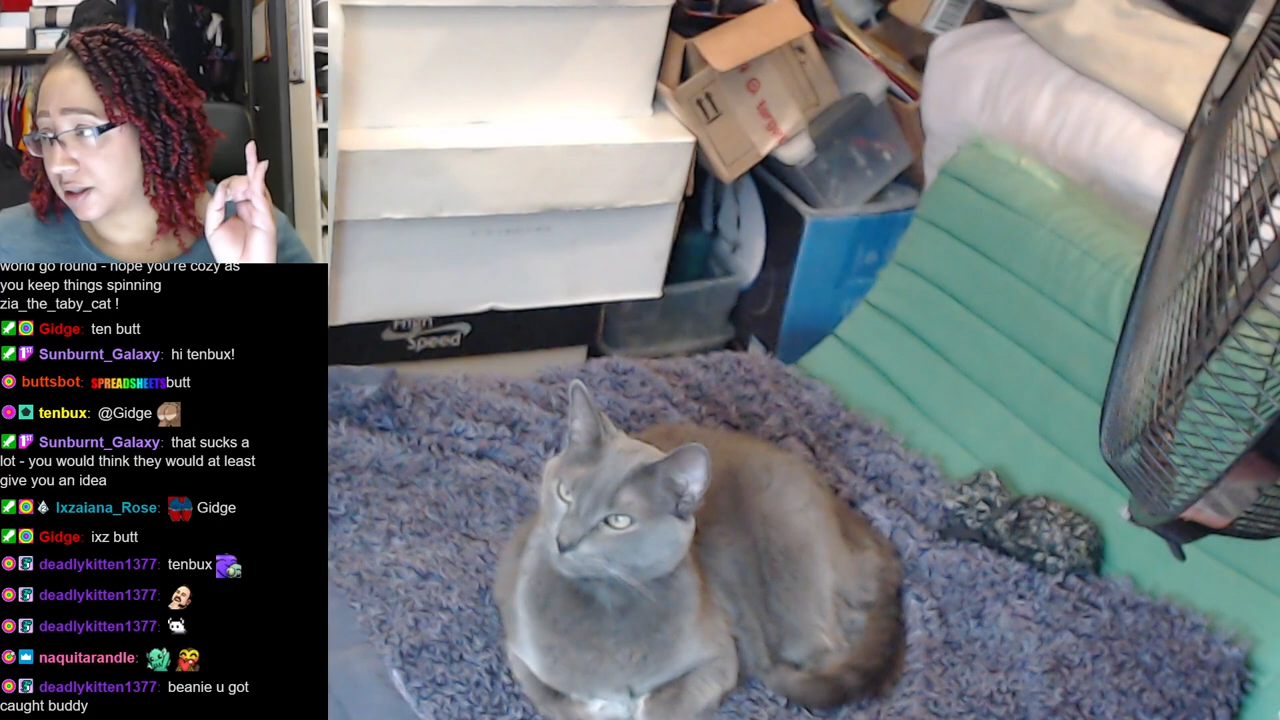 world go round - hope you're cozy as
you keep things spinning
zia_the_taby_cat !
Gidge: ten butt
Sunburnt_Galaxy: hi tenbux!
buttsbot: SPREADSHEETSbutt
tenbux: @Gidge
Sunburnt_Galaxy: that sucks a
lot - you would think they would at least
give you an idea
Ixzaiana_Rose: Gidge
Gidge: ixz butt
deadlykitten1377: tenbux
deadlykitten1377:
deadlykitten1377:
naquitarandle:
deadlykitten1377: beanie u got
caught buddy
High
Speed
target